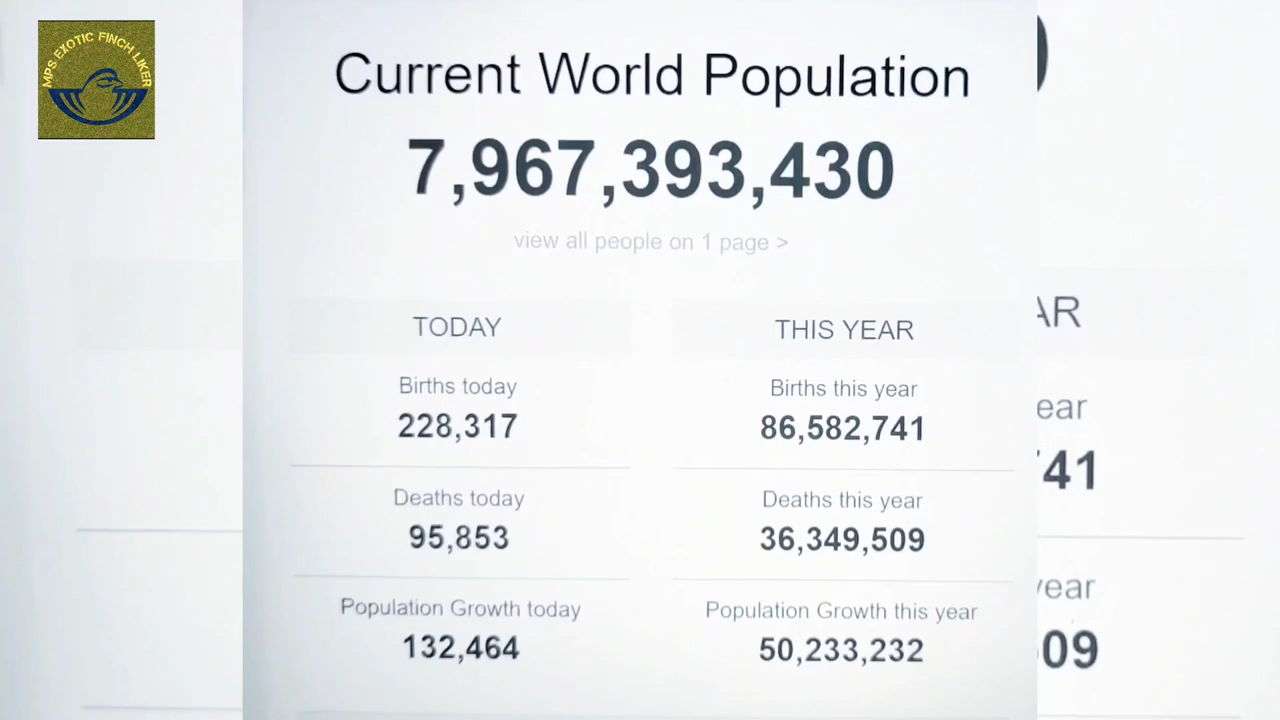 MPS EXOTIC FINCH LIKER
Current World Population
7,967,393,430
view all people on 1 page >
TODAY
THIS YEAR
Births today
228,317
Births this year
86,582,741
Deaths today
95,853
Deaths this year
36,349,509
Population Growth today
132,464
Population Growth this year
50,233,232
AR
ear
741
year
509